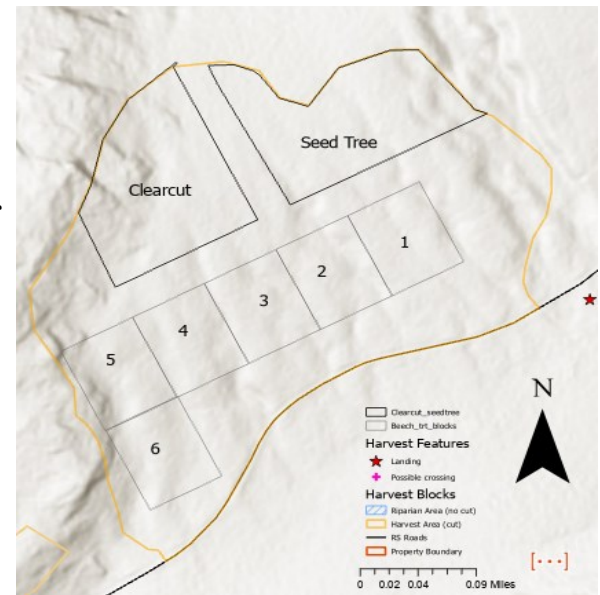 Seed Tree
Clearcut
1
2
3
4
5
6
N
Clearcut_seedtree
Beech_trt_blocks
Harvest Features
Landing
Possible crossing
Harvest Blocks
Riparian Area (no cut)
Harvest Area (cut)
RS Roads
Property Boundary
[...]
0 0.02 0.04 0.09 Miles